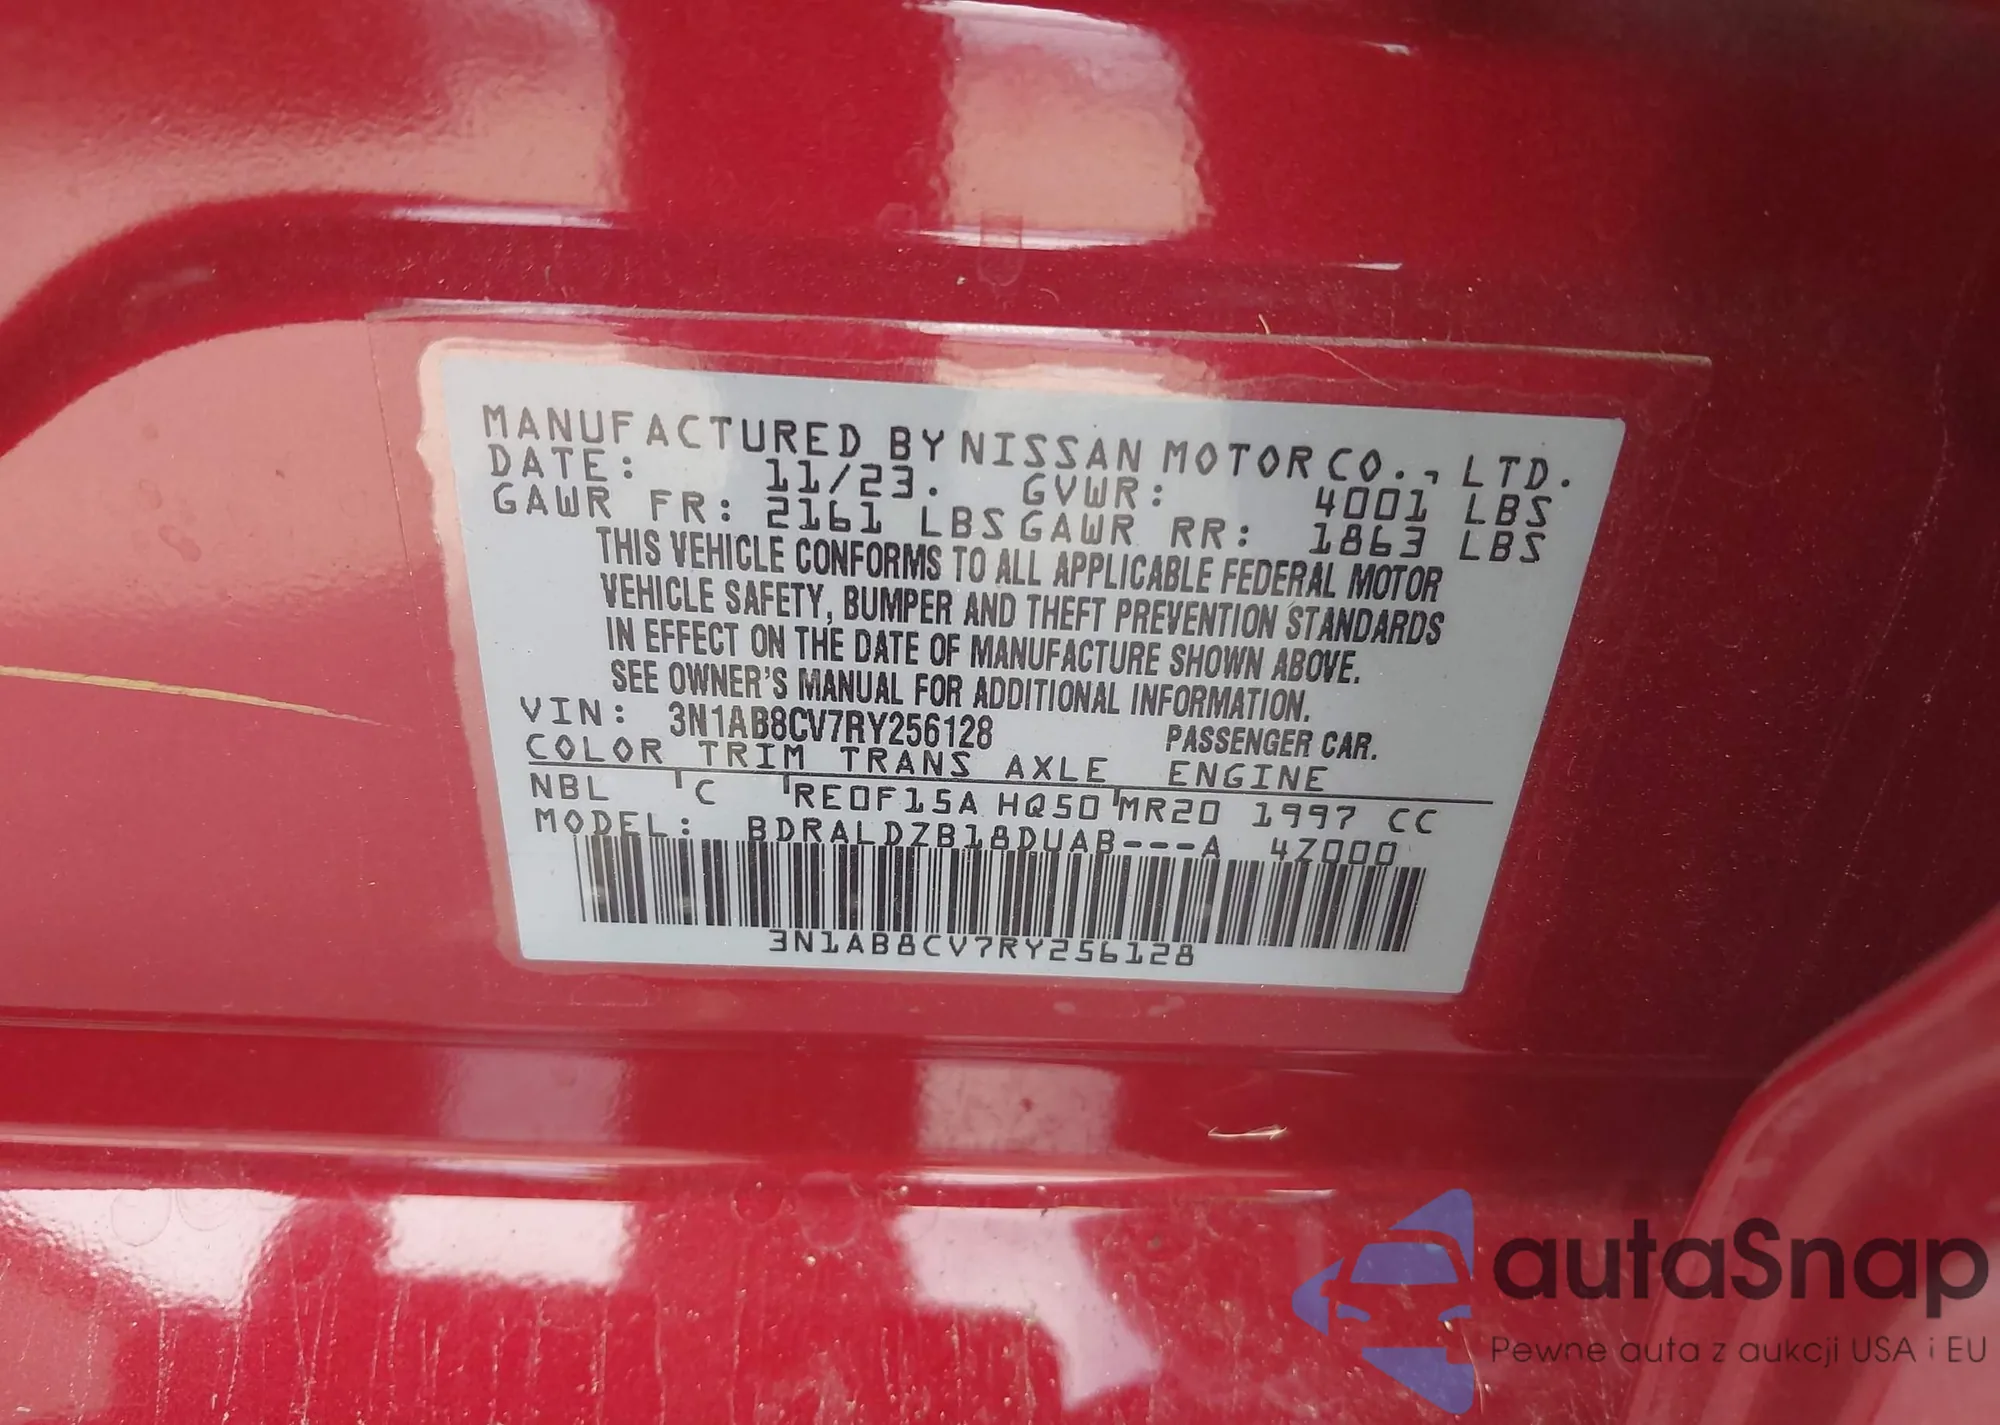 MANUFACTURED BY NISSAN MOTOR CO., LTD.
DATE: 11/23. GVWR: 4001 LBS
GAWR FR: 2161 LBS GAWR RR: 1863 LBS
THIS VEHICLE CONFORMS TO ALL APPLICABLE FEDERAL MOTOR
VEHICLE SAFETY, BUMPER AND THEFT PREVENTION STANDARDS
IN EFFECT ON THE DATE OF MANUFACTURE SHOWN ABOVE.
SEE OWNER'S MANUAL FOR ADDITIONAL INFORMATION.
VIN: 3N1AB8CV7RY256128 PASSENGER CAR.
COLOR TRIM TRANS AXLE ENGINE
NBL C RE0F15A HQ50 MR20 1997 CC
MODEL: BDRALDZB18DUAB---A 4Z000
3N1AB8CV7RY256128
autaSnap
Pewne auta z aukcji USA i EU